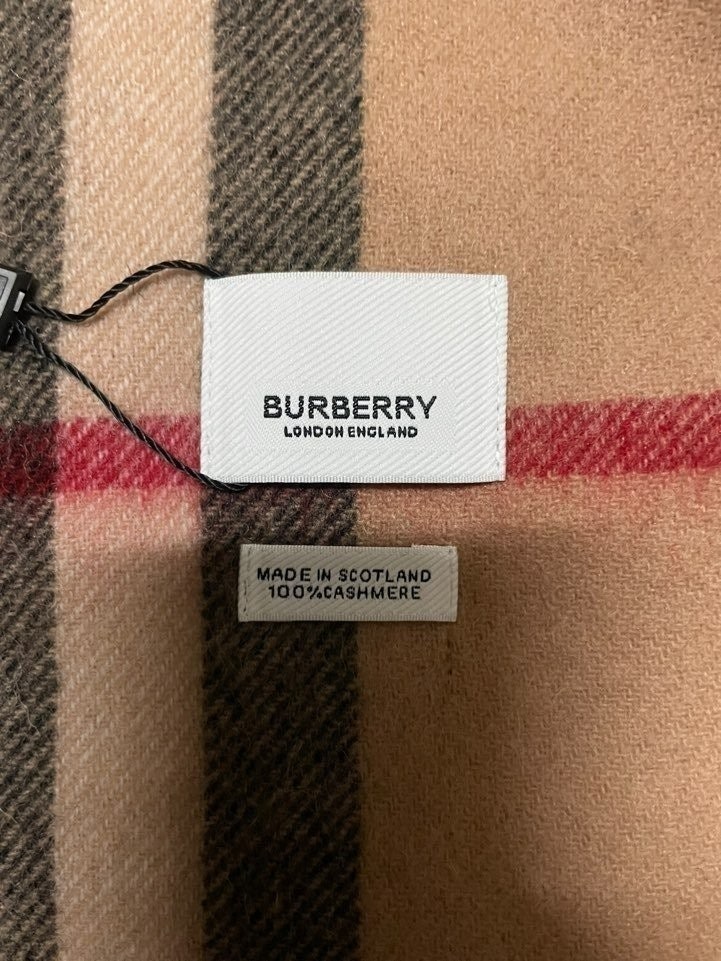 BURBERRY
LONDON ENGLAND
MADE IN SCOTLAND
100%CASHMERE